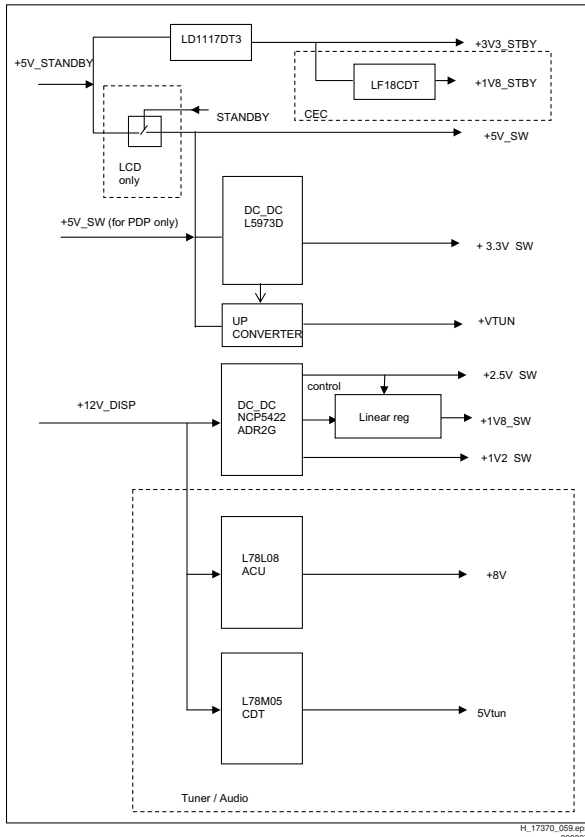 LD1117DT3
+3V3_STBY
+5V_STANDBY
LF18CDT
+1V8_STBY
CEC
STANDBY
+5V_SW
LCD
only
DC_DC
L5973D
+5V_SW (for PDP only)
+ 3.3V SW
UP
CONVERTER
+VTUN
+2.5V SW
control
+12V_DISP
DC_DC
NCP5422
ADR2G
Linear reg
+1V8_SW
+1V2 SW
L78L08
ACU
+8V
L78M05
CDT
5Vtun
Tuner / Audio